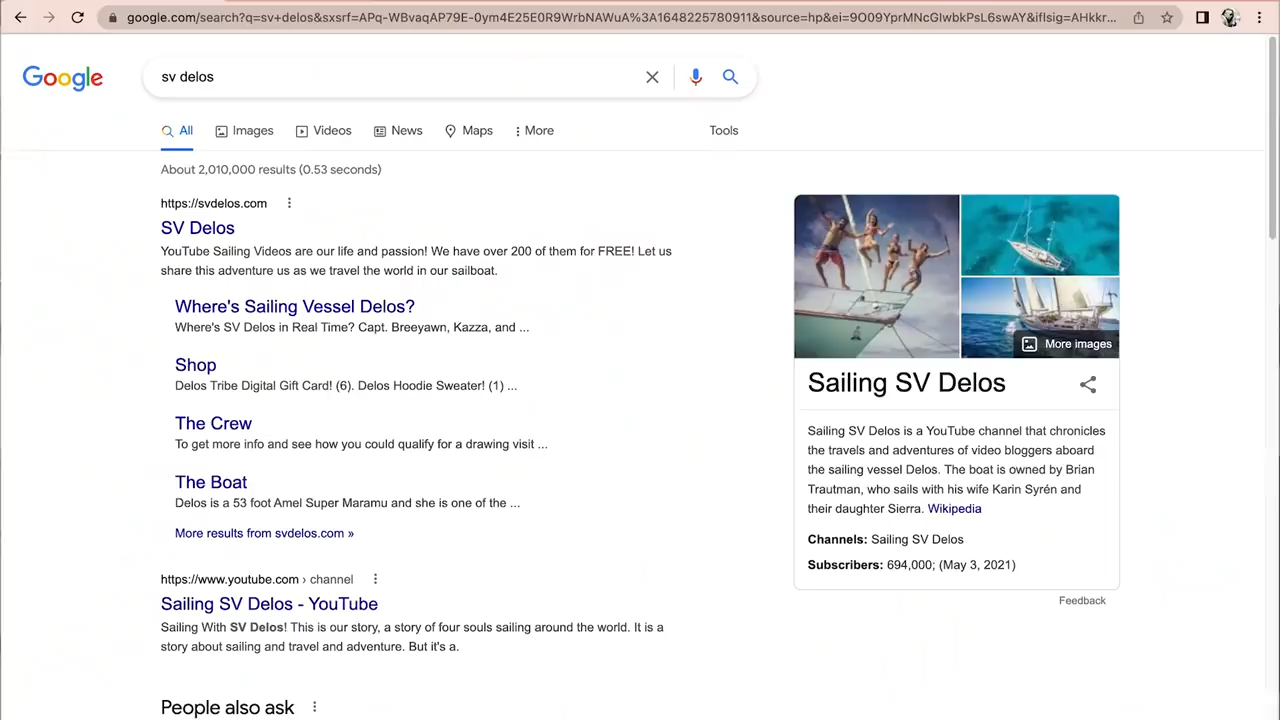 google.com/search?q=sv+delos&sxsrf=APq-WBvaqAP79E-0ym4E25E0R9WrbNAWuA%3A1648225780911&source=hp&ei=9O09YprMNcGIwbkPsL6swAY&iflsig=AHkkr...
Google
sv delos
All
Images
Videos
News
Maps
More
Tools
About 2,010,000 results (0.53 seconds)
https://svdelos.com
SV Delos
YouTube Sailing Videos are our life and passion! We have over 200 of them for FREE! Let us
share this adventure us as we travel the world in our sailboat.
Where's Sailing Vessel Delos?
Where's SV Delos in Real Time? Capt. Breeyawn, Kazza, and ...
Shop
Delos Tribe Digital Gift Card! (6). Delos Hoodie Sweater! (1) ...
The Crew
To get more info and see how you could qualify for a drawing visit ...
The Boat
Delos is a 53 foot Amel Super Maramu and she is one of the ...
More results from svdelos.com »
https://www.youtube.com › channel
Sailing SV Delos - YouTube
Sailing With SV Delos! This is our story, a story of four souls sailing around the world. It is a
story about sailing and travel and adventure. But it's a.
People also ask
More images
Sailing SV Delos
Sailing SV Delos is a YouTube channel that chronicles
the travels and adventures of video bloggers aboard
the sailing vessel Delos. The boat is owned by Brian
Trautman, who sails with his wife Karin Syrén and
their daughter Sierra. Wikipedia
Channels: Sailing SV Delos
Subscribers: 694,000; (May 3, 2021)
Feedback